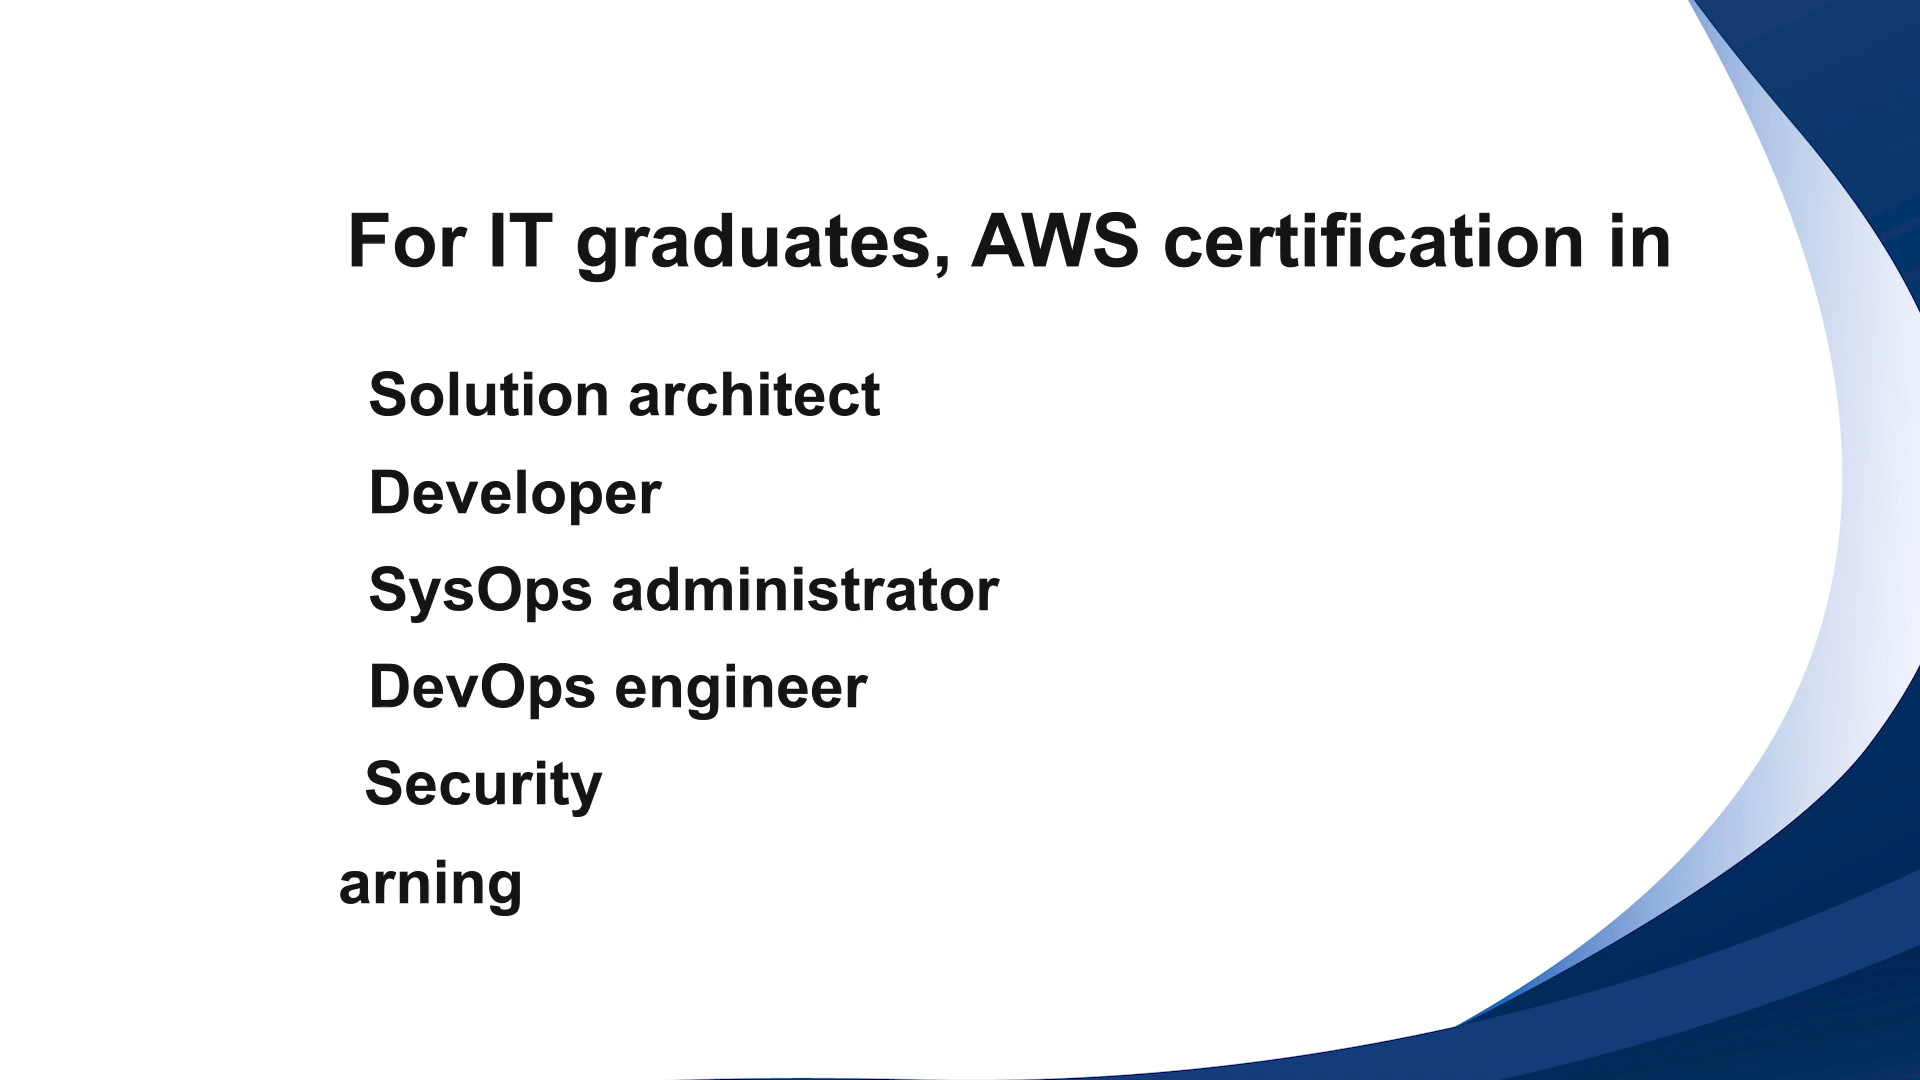 For IT graduates, AWS certification in
Solution architect
Developer
SysOps administrator
DevOps engineer
Security
arning